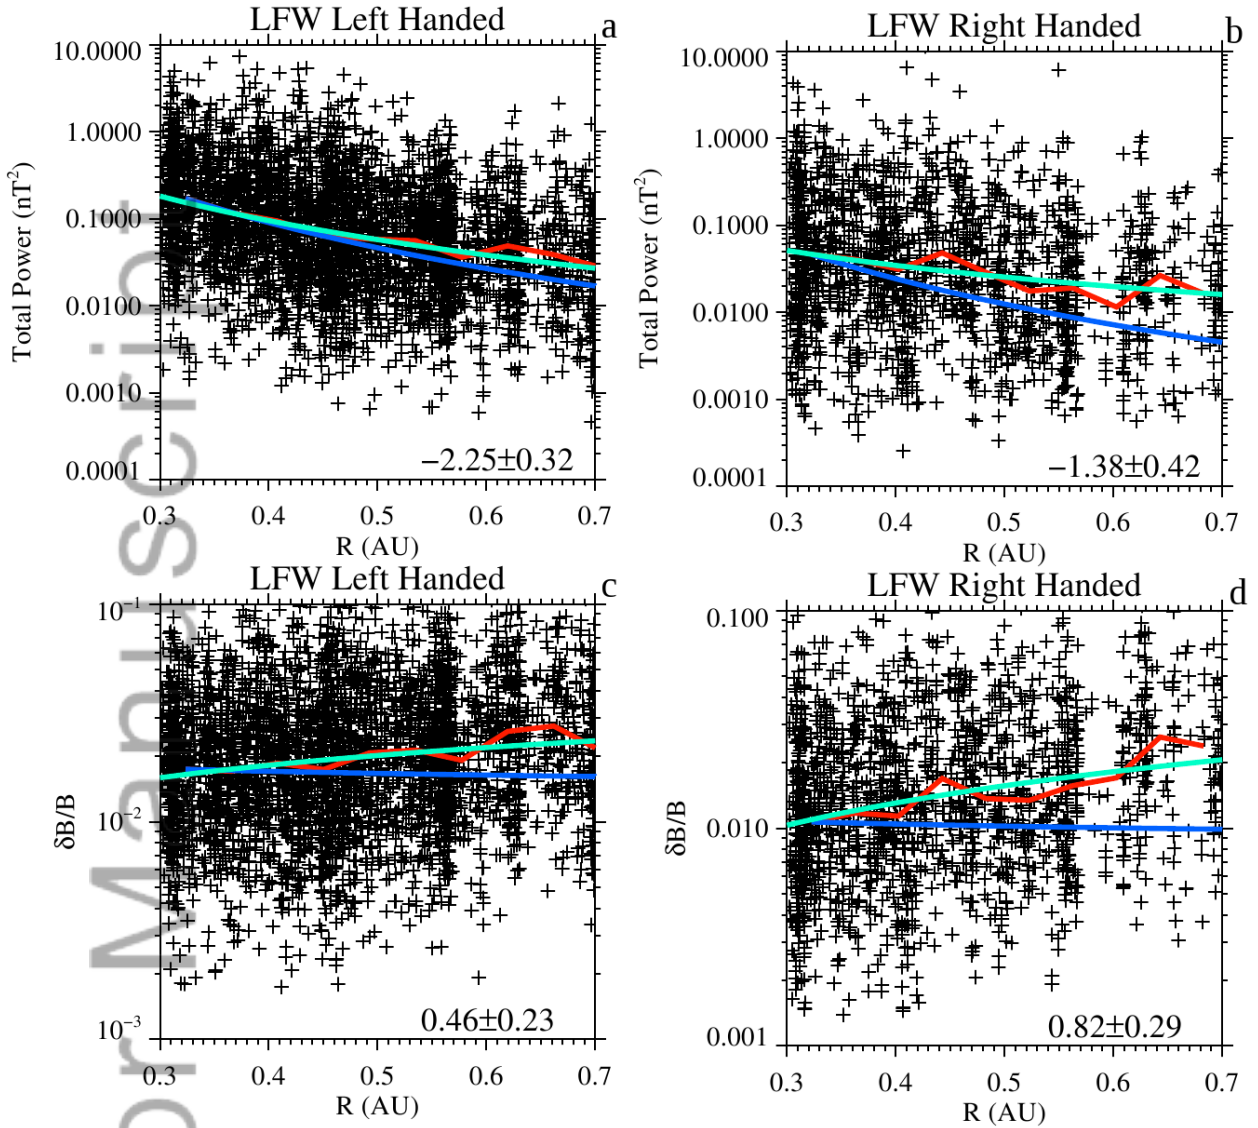 LFW Left Handed
a
10.0000
1.0000
0.1000
0.0100
0.0010
0.0001
Total Power (nT²)
−2.25±0.32
0.3 0.4 0.5 0.6 0.7
R (AU)
LFW Right Handed
b
10.0000
1.0000
0.1000
0.0100
0.0010
0.0001
Total Power (nT²)
−1.38±0.42
0.3 0.4 0.5 0.6 0.7
R (AU)
LFW Left Handed
c
10⁻¹
10⁻²
10⁻³
δB/B
0.46±0.23
0.3 0.4 0.5 0.6 0.7
R (AU)
LFW Right Handed
d
0.100
0.010
0.001
δB/B
0.82±0.29
0.3 0.4 0.5 0.6 0.7
R (AU)
or Manuscript